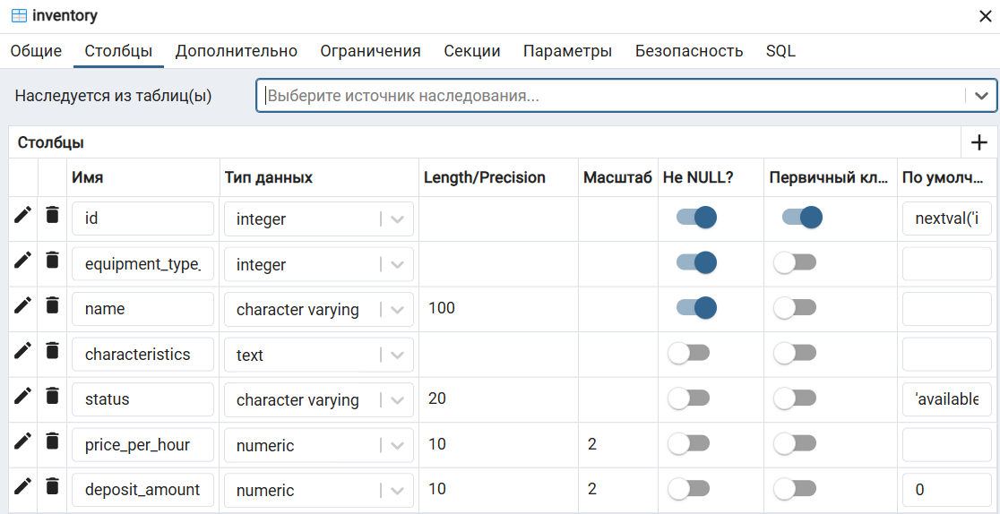 inventory
Общие Столбцы Дополнительно Ограничения Секции Параметры Безопасность SQL
Наследуется из таблиц(ы) Выберите источник наследования...
Столбцы
Имя Тип данных Length/Precision Масштаб Не NULL? Первичный кл... По умолч...
id integer nextval('i
equipment_type_ integer
name character varying 100
characteristics text
status character varying 20 'available
price_per_hour numeric 10 2
deposit_amount numeric 10 2 0